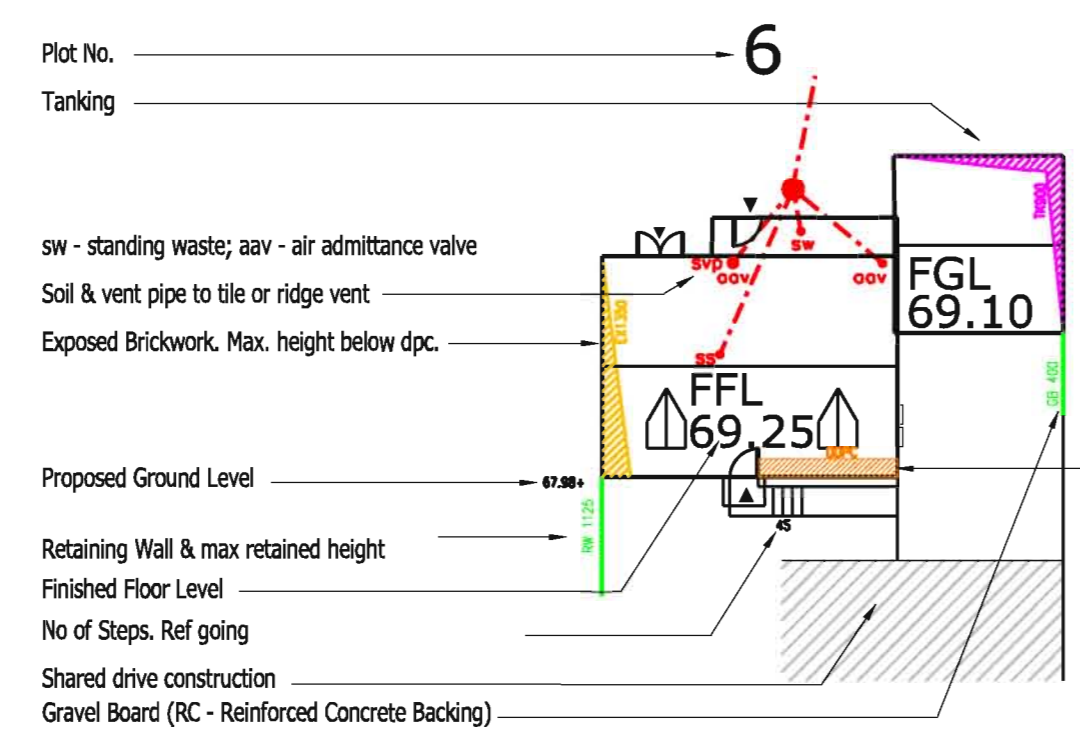 Plot No.
6
Tanking
TK900
sw - standing waste; aav - air admittance valve
sw
svp
aav
aav
Soil & vent pipe to tile or ridge vent
FGL
69.10
EX1350
Exposed Brickwork. Max. height below dpc.
ss
GB 400
FFL
69.25
DDPC
Proposed Ground Level
67.98+
RW 1125
Retaining Wall & max retained height
45
Finished Floor Level
No of Steps. Ref going
Shared drive construction
Gravel Board (RC - Reinforced Concrete Backing)